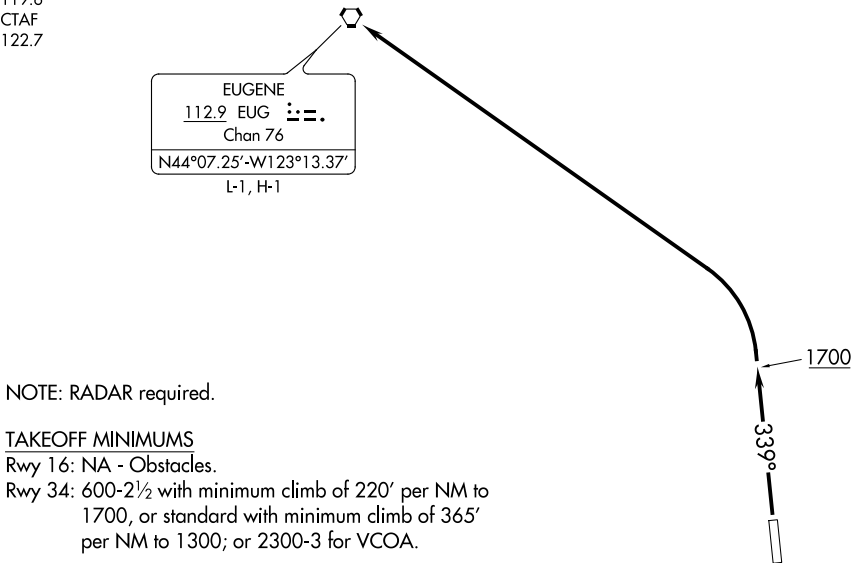 CTAF
122.7
EUGENE
112.9 EUG
Chan 76
N44°07.25′-W123°13.37′
L-1, H-1
1700
339°
NOTE: RADAR required.
TAKEOFF MINIMUMS
Rwy 16: NA - Obstacles.
Rwy 34: 600-2½ with minimum climb of 220′ per NM to
1700, or standard with minimum climb of 365′
per NM to 1300; or 2300-3 for VCOA.